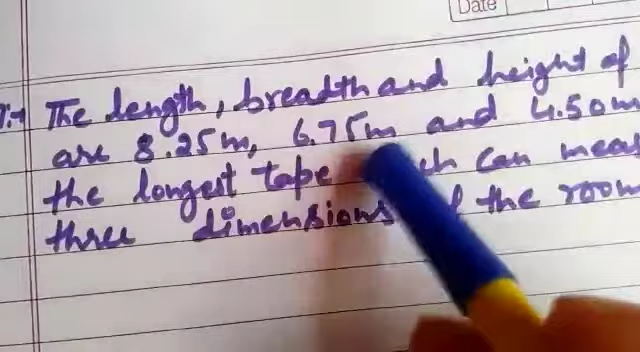 Date
The length, breadth and height of
are 8.25m, 6.75m and 4.50m
the longest tape can meas
three dimensions the room